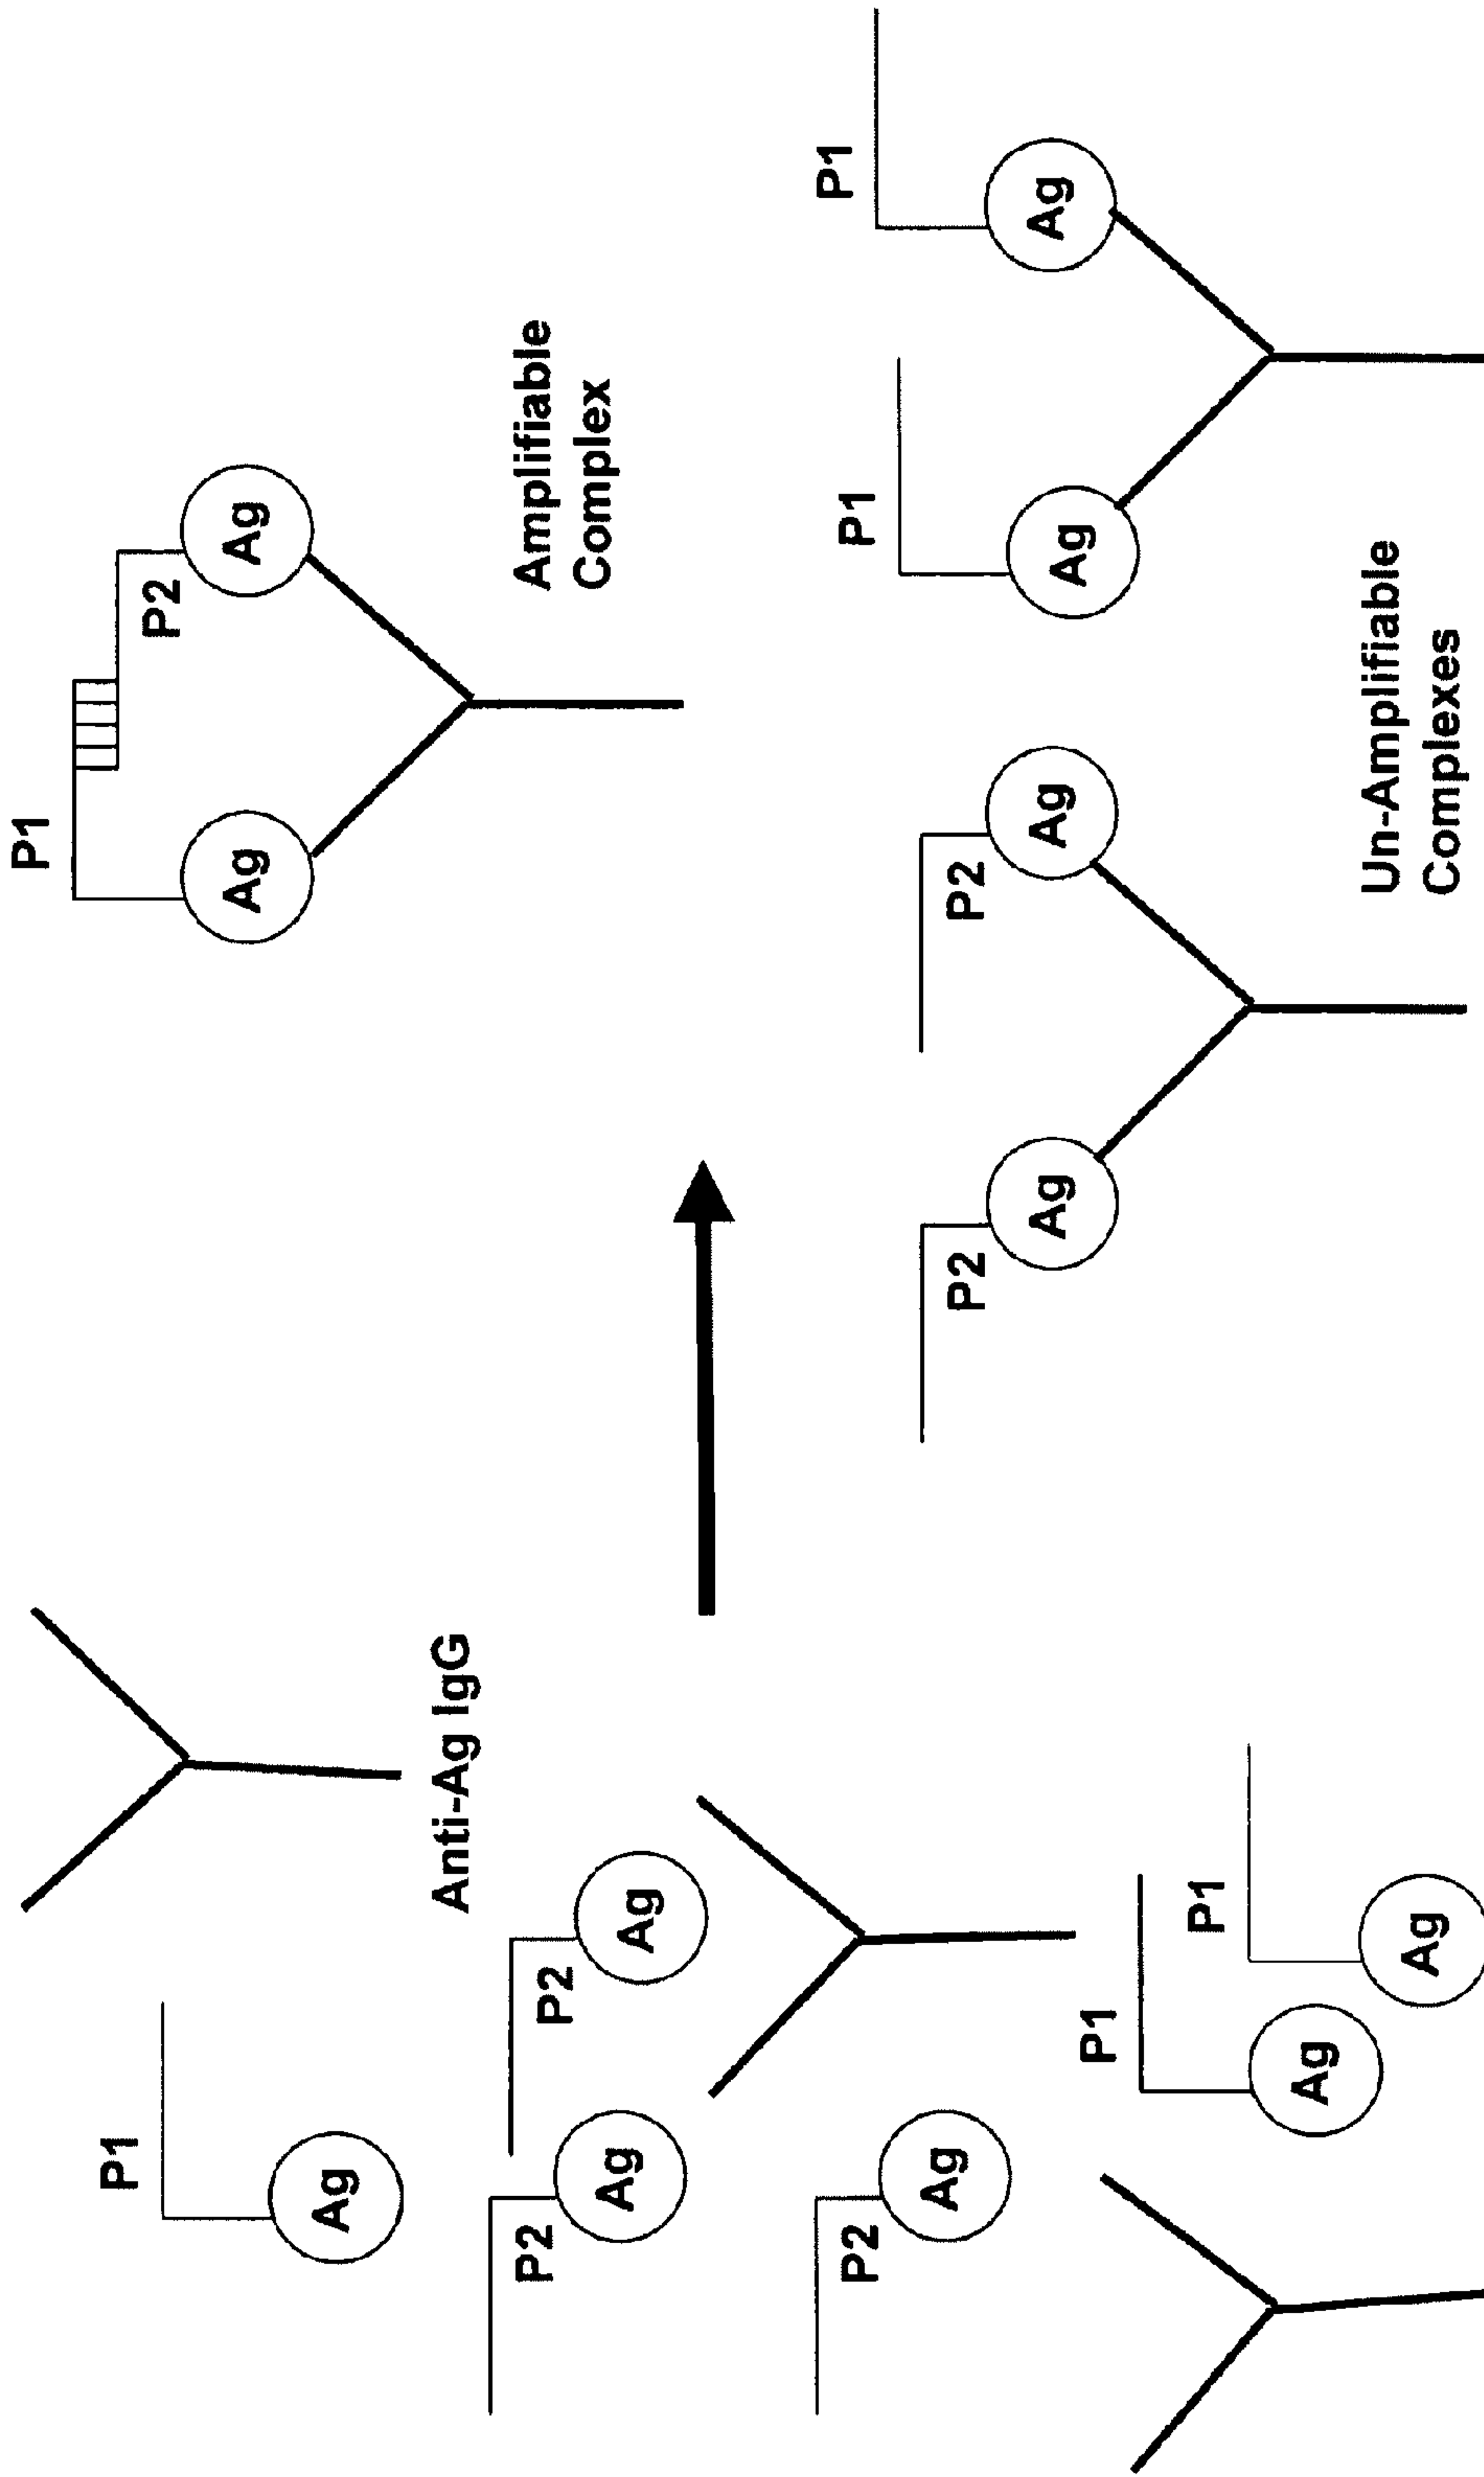 P1
Ag
Anti-Ag IgG
P2
P2
Ag
Ag
P2
Ag
P1
P1
Ag
Ag
P1
P2
Ag
Ag
Amplifiable
Complex
P2
P2
Ag
Ag
P1
P1
Ag
Ag
Un-Amplifiable
Complexes